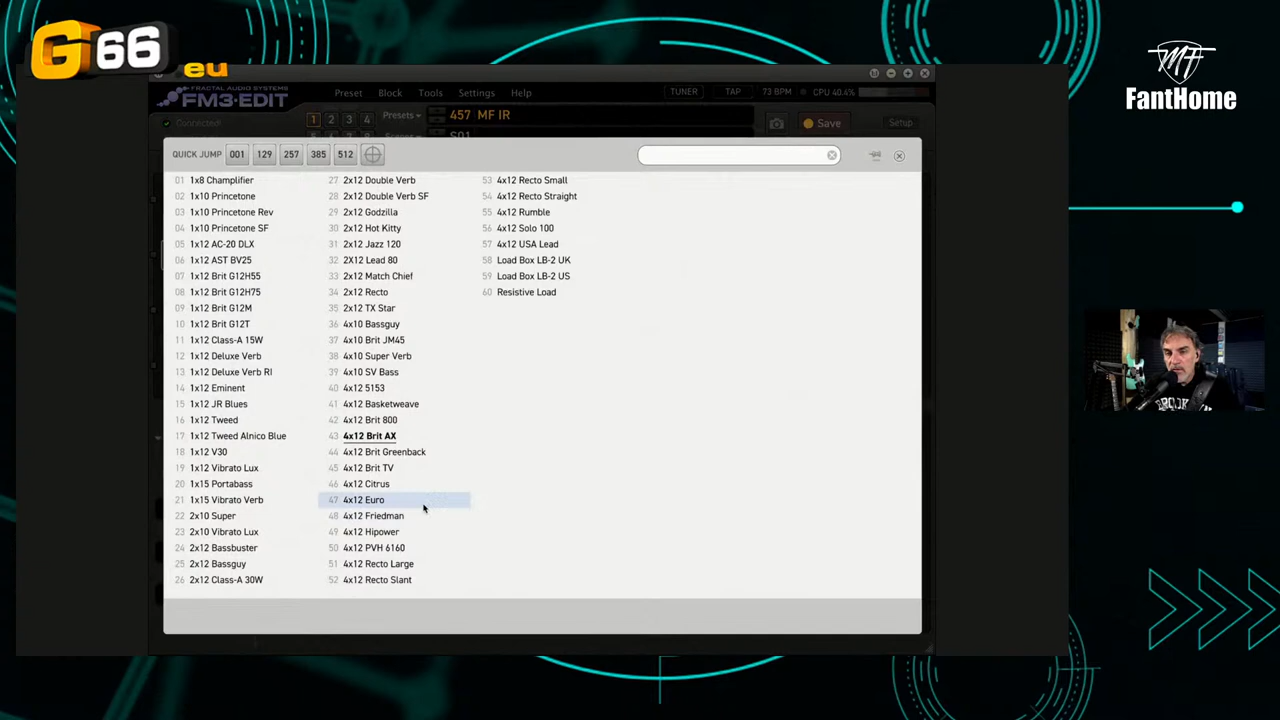 G66
eu
MF
FantHome
FRACTAL AUDIO SYSTEMS
FM3-EDIT
Preset Block Tools Settings Help
TUNER TAP 73 BPM CPU 40.4%
Connected!
1 2 3 4
Presets
457 MF IR
Save
Setup
S01
QUICK JUMP 001 129 257 385 512
01 1x8 Champlifier
02 1x10 Princetone
03 1x10 Princetone Rev
04 1x10 Princetone SF
05 1x12 AC-20 DLX
06 1x12 AST BV25
07 1x12 Brit G12H55
08 1x12 Brit G12H75
09 1x12 Brit G12M
10 1x12 Brit G12T
11 1x12 Class-A 15W
12 1x12 Deluxe Verb
13 1x12 Deluxe Verb RI
14 1x12 Eminent
15 1x12 JR Blues
16 1x12 Tweed
17 1x12 Tweed Alnico Blue
18 1x12 V30
19 1x12 Vibrato Lux
20 1x15 Portabass
21 1x15 Vibrato Verb
22 2x10 Super
23 2x10 Vibrato Lux
24 2x12 Bassbuster
25 2x12 Bassguy
26 2x12 Class-A 30W
27 2x12 Double Verb
28 2x12 Double Verb SF
29 2x12 Godzilla
30 2x12 Hot Kitty
31 2x12 Jazz 120
32 2X12 Lead 80
33 2x12 Match Chief
34 2x12 Recto
35 2x12 TX Star
36 4x10 Bassguy
37 4x10 Brit JM45
38 4x10 Super Verb
39 4x10 SV Bass
40 4x12 5153
41 4x12 Basketweave
42 4x12 Brit 800
43 4x12 Brit AX
44 4x12 Brit Greenback
45 4x12 Brit TV
46 4x12 Citrus
47 4x12 Euro
48 4x12 Friedman
49 4x12 Hipower
50 4x12 PVH 6160
51 4x12 Recto Large
52 4x12 Recto Slant
53 4x12 Recto Small
54 4x12 Recto Straight
55 4x12 Rumble
56 4x12 Solo 100
57 4x12 USA Lead
58 Load Box LB-2 UK
59 Load Box LB-2 US
60 Resistive Load